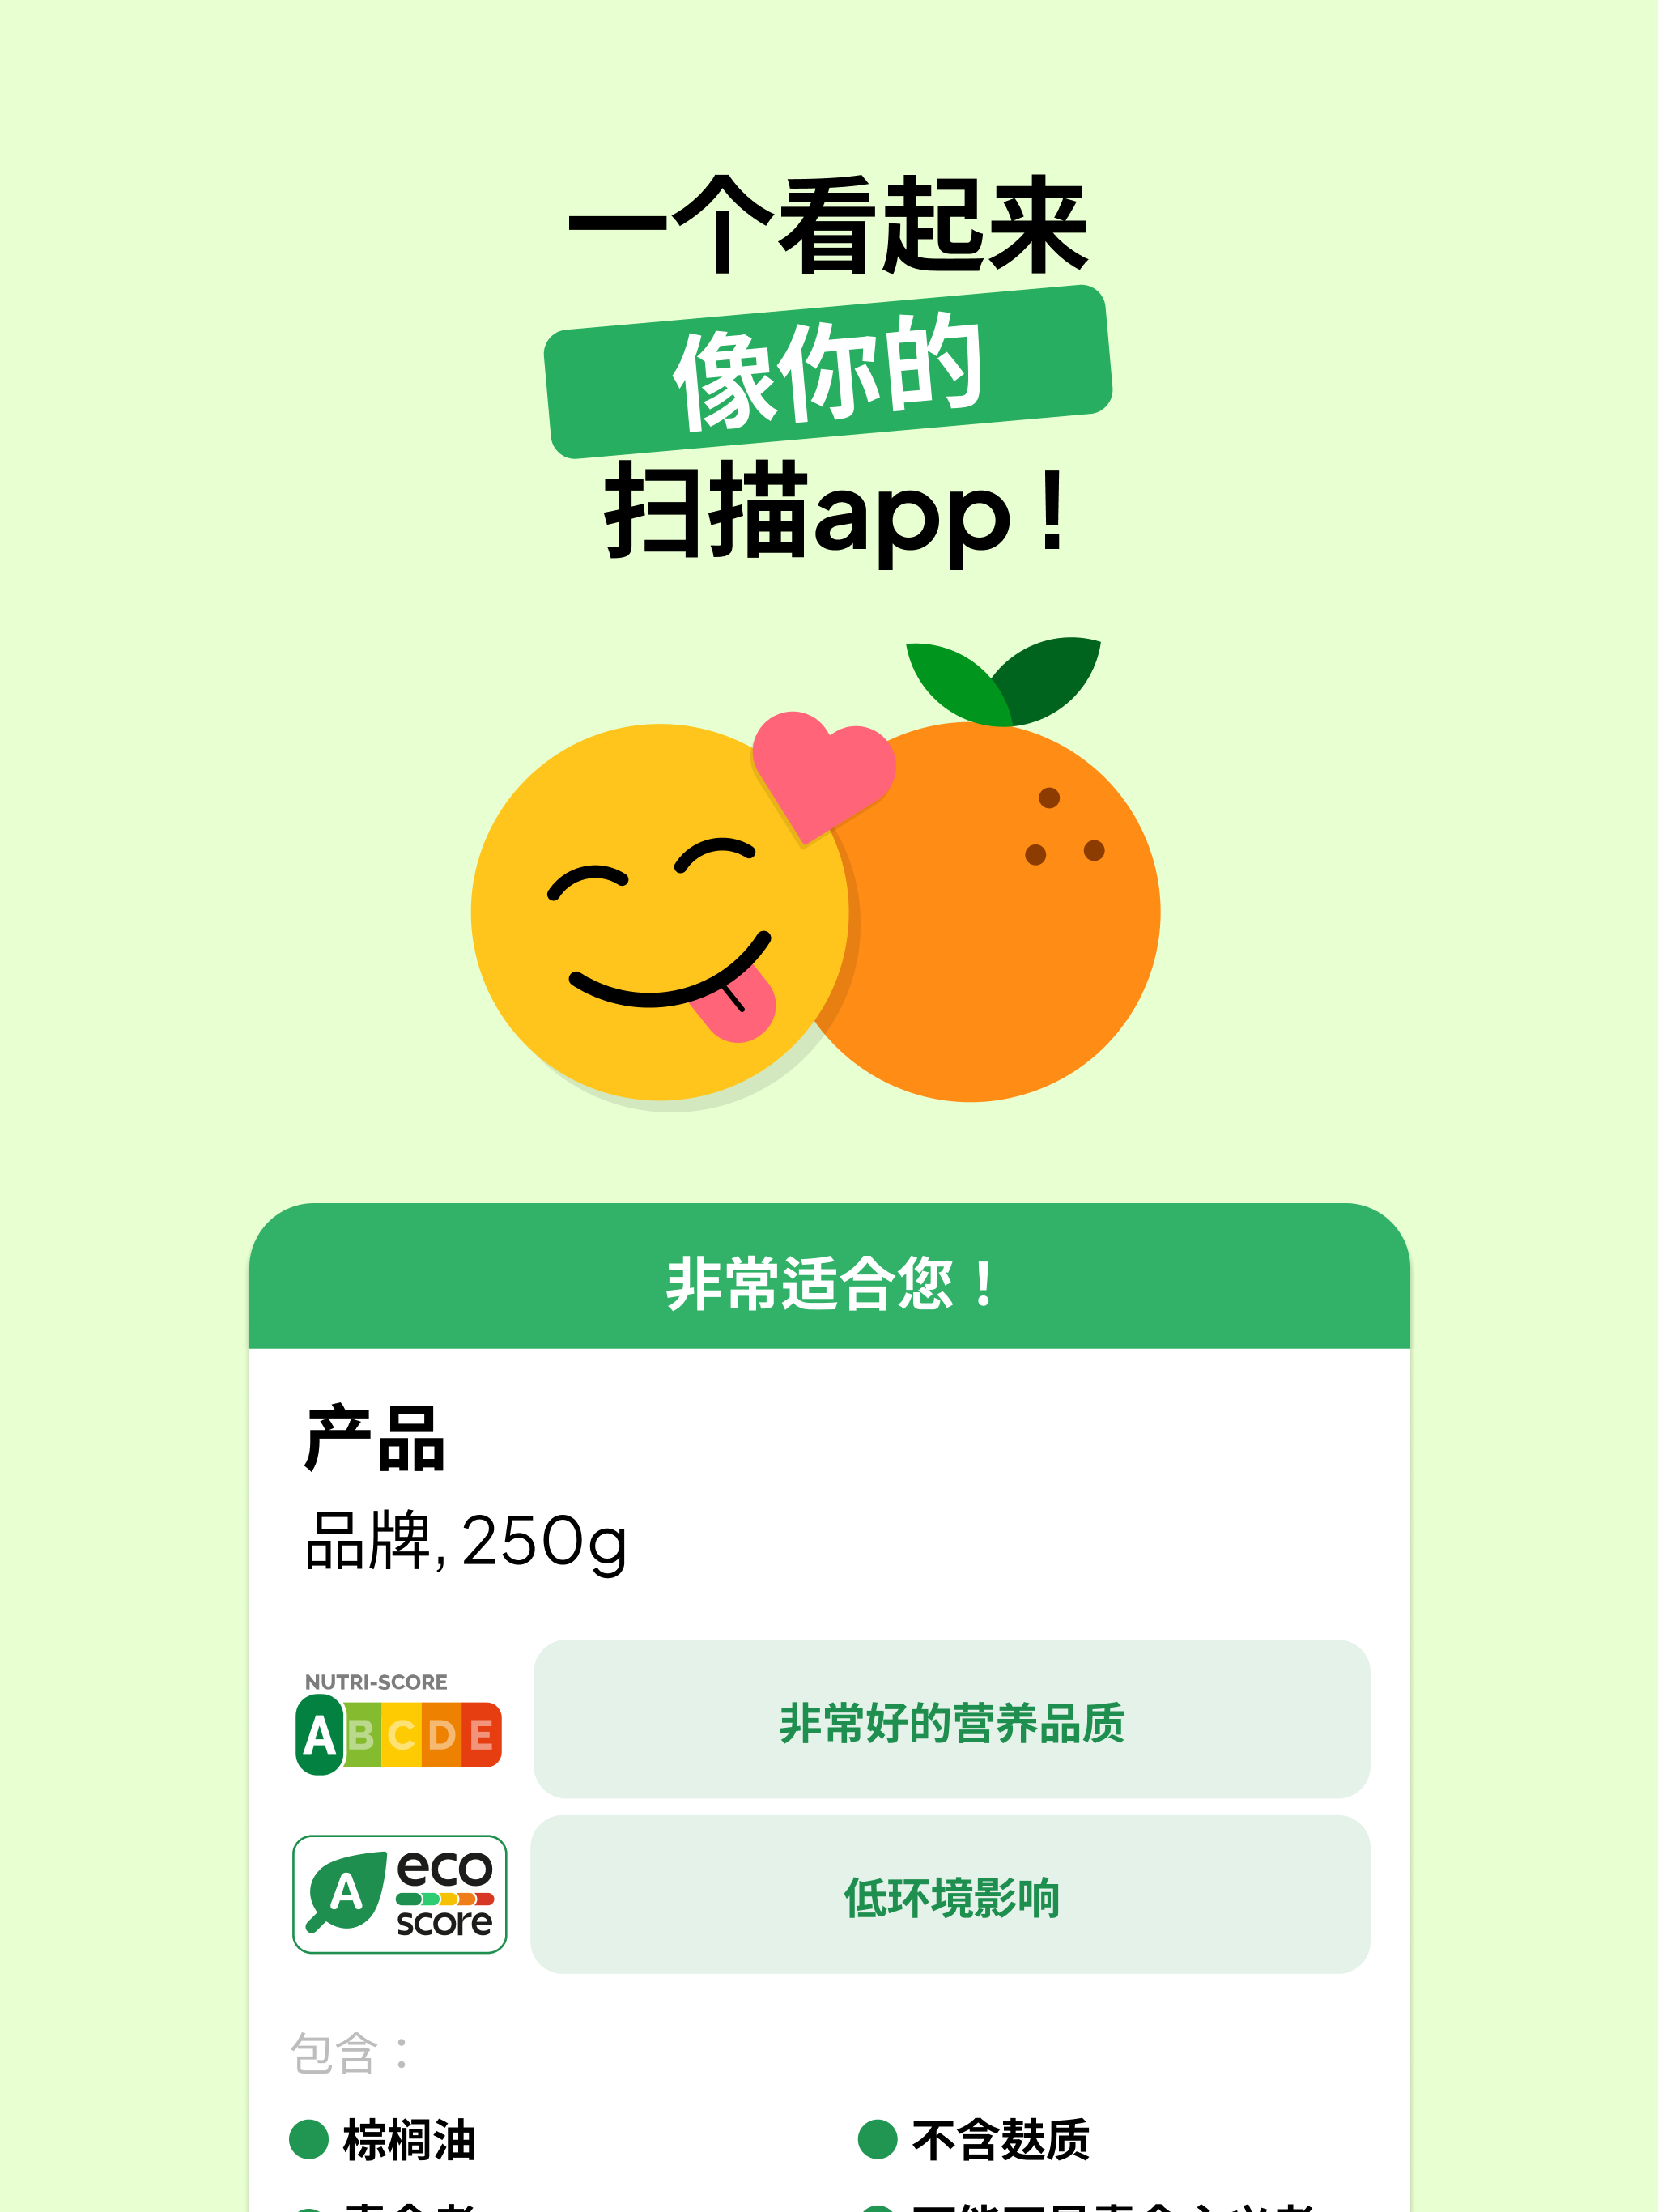 一个看起来
像你的
扫描app！
非常适合您！
产品
品牌, 250g
NUTRI-SCORE
A B C D E
非常好的营养品质
A eco
score
低环境影响
包含：
棕榈油 不含麸质